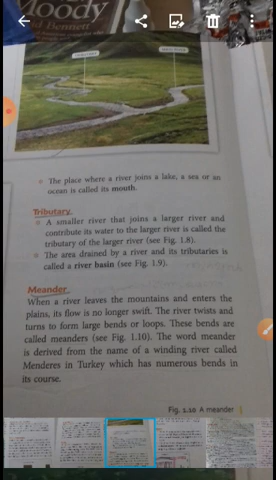 Moody
Bennett
The place where a river joins a lake, a sea or an
ocean is called its mouth.
Tributary
A smaller river that joins a larger river and
contribute its water to the larger river is called the
tributary of the larger river (see Fig. 1.8).
The area drained by a river and its tributaries is
called a river basin (see Fig. 1.9).
Meander
When a river leaves the mountains and enters the
plains, its flow is no longer swift. The river twists and
turns to form large bends or loops. These bends are
called meanders (see Fig. 1.10). The word meander
is derived from the name of a winding river called
Menderes in Turkey which has numerous bends in
its course.
Fig. 1.10 A meander